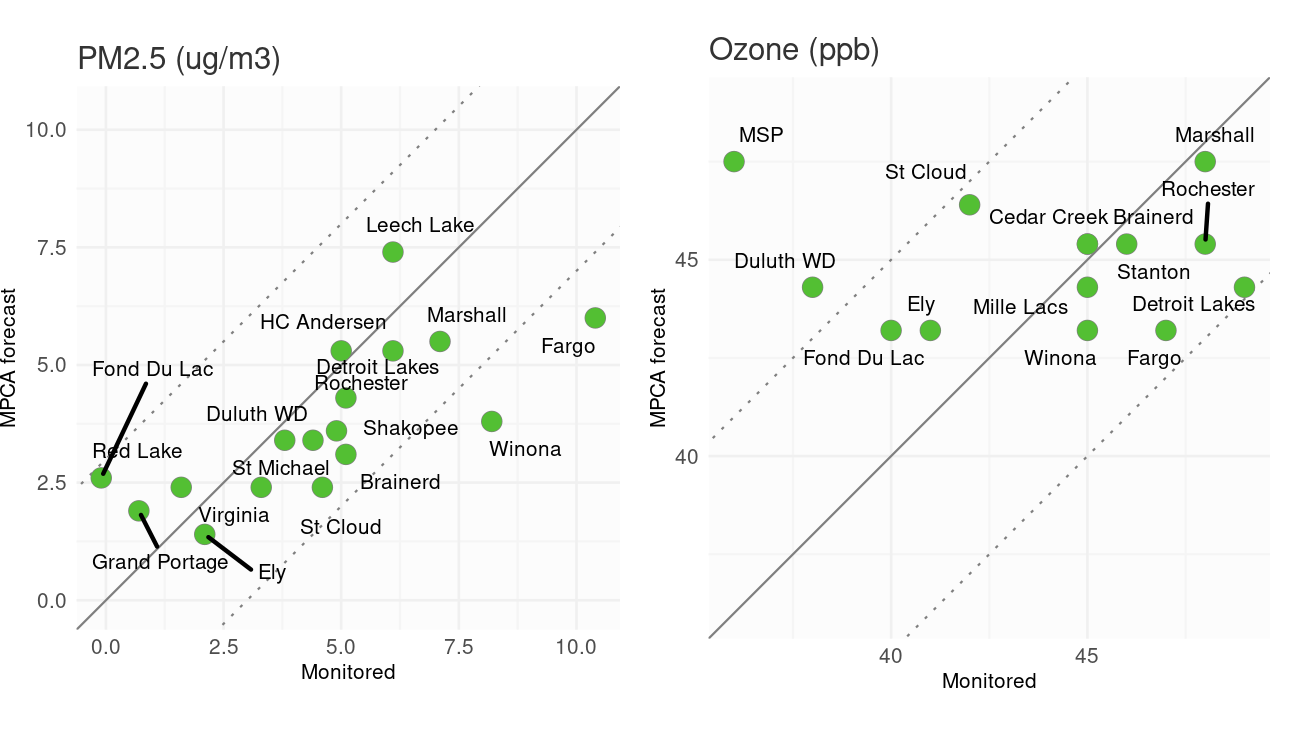 PM2.5 (ug/m3)
10.0
7.5
5.0
2.5
0.0
MPCA forecast
Leech Lake
HC Andersen
Marshall
Fargo
Fond Du Lac
Detroit Lakes
Rochester
Duluth WD
Shakopee
Winona
Red Lake
St Michael
Brainerd
Virginia
St Cloud
Grand Portage
Ely
0.0
2.5
5.0
7.5
10.0
Monitored
Ozone (ppb)
45
40
MPCA forecast
MSP
Marshall
St Cloud
Rochester
Cedar Creek
Brainerd
Duluth WD
Stanton
Ely
Mille Lacs
Detroit Lakes
Fond Du Lac
Winona
Fargo
40
45
Monitored